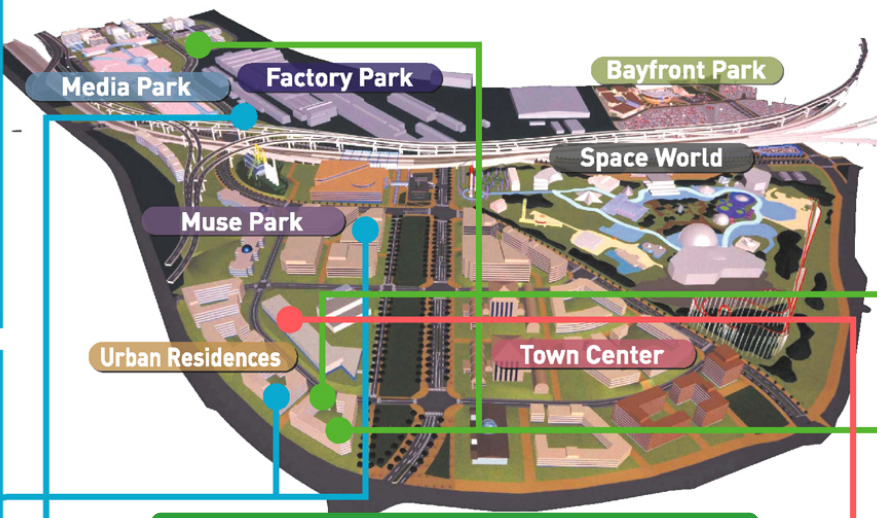 Media Park
Factory Park
Bayfront Park
Space World
Muse Park
Urban Residences
Town Center